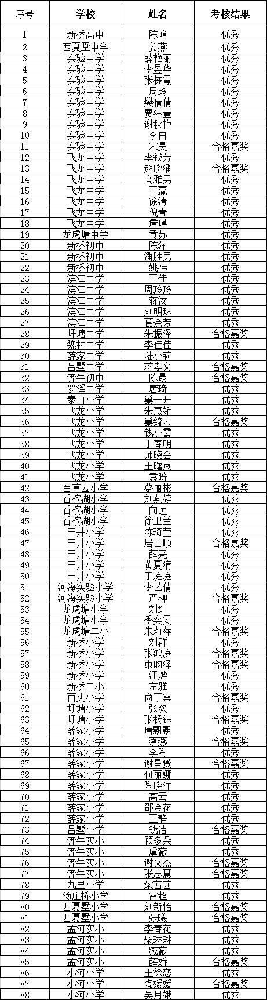 序号 学校 姓名 考核结果
1 新桥高中 陈峰 优秀
2 西夏墅中学 姜燕 优秀
3 实验中学 薛艳丽 优秀
4 实验中学 李昱华 优秀
5 实验中学 张栋霞 优秀
6 实验中学 周玲 优秀
7 实验中学 樊倩倩 优秀
8 实验中学 贾淋壹 优秀
9 实验中学 谢秋艳 优秀
10 实验中学 李白 优秀
11 实验中学 宋昊 合格嘉奖
12 飞龙中学 李钱芳 优秀
13 飞龙中学 赵晓潘 合格嘉奖
14 飞龙中学 高雅男 优秀
15 飞龙中学 王赢 优秀
16 飞龙中学 徐清 优秀
17 飞龙中学 倪青 优秀
18 飞龙中学 詹瑾 优秀
19 龙虎塘中学 黄苏 优秀
20 新桥初中 陈萍 优秀
21 新桥初中 潘胜男 优秀
22 新桥初中 姚祎 优秀
23 滨江中学 王佳 优秀
24 滨江中学 周玲玲 优秀
25 滨江中学 蒋汝 优秀
26 滨江中学 刘明珠 优秀
27 滨江中学 葛余芳 优秀
28 圩塘中学 朱振泽 合格嘉奖
29 魏村中学 李佳佳 优秀
30 薛家中学 陆小莉 优秀
31 吕墅中学 蒋孝文 合格嘉奖
32 奔牛初中 陈晟 合格嘉奖
33 罗溪中学 唐琦 优秀
34 泰山小学 巢一开 优秀
35 飞龙小学 朱惠娇 优秀
36 飞龙小学 巢绮云 合格嘉奖
37 飞龙小学 钱小霞 优秀
38 飞龙小学 丁春明 优秀
39 飞龙小学 师晓会 优秀
40 飞龙小学 王曙岚 优秀
41 飞龙小学 袁盼 优秀
42 百草园小学 蔡丽彬 合格嘉奖
43 香槟湖小学 刘燕婷 优秀
44 香槟湖小学 向远 优秀
45 香槟湖小学 徐卫兰 优秀
46 三井小学 陈琦莹 优秀
47 三井小学 居士顺 合格嘉奖
48 三井小学 薛亮 优秀
49 三井小学 黄夏淯 优秀
50 三井小学 于庭庭 优秀
51 河海实验小学 李艺倩 优秀
52 河海实验小学 严柳 合格嘉奖
53 龙虎塘小学 刘红 优秀
54 龙虎塘小学 季奕雯 优秀
55 龙虎塘二小 朱莉萍 合格嘉奖
56 新桥小学 刘群 优秀
57 新桥小学 张鸿庭 合格嘉奖
58 新桥小学 束昀泽 合格嘉奖
59 新桥小学 汪烨 优秀
60 新桥二小 左雅 优秀
61 百丈小学 商丁雲 合格嘉奖
62 圩塘小学 张欢 优秀
63 圩塘小学 张杨钰 合格嘉奖
64 薛家小学 唐飘飘 优秀
65 薛家小学 蔡燕 合格嘉奖
66 薛家小学 李陶 优秀
67 薛家小学 谢星赟 合格嘉奖
68 薛家小学 何丽娜 优秀
69 薛家小学 陶晓洋 优秀
70 薛家小学 高云 优秀
71 薛家小学 邵金花 优秀
72 薛家小学 王静 优秀
73 吕墅小学 钱洁 合格嘉奖
74 奔牛实小 顾多朵 优秀
75 奔牛实小 虞薇 优秀
76 奔牛实小 谢文杰 合格嘉奖
77 奔牛实小 张志慧 合格嘉奖
78 九里小学 梁茜茜 优秀
79 汤庄桥小学 雷超 优秀
80 西夏墅小学 刘新怡 合格嘉奖
81 西夏墅小学 张曦 合格嘉奖
82 孟河实小 李春花 优秀
83 孟河实小 柴琳琳 优秀
84 孟河实小 臧薇 优秀
85 孟河实小 薛娇 合格嘉奖
86 小河小学 王徐恋 优秀
87 小河小学 陶媛媛 合格嘉奖
88 小河小学 吴月娥 优秀